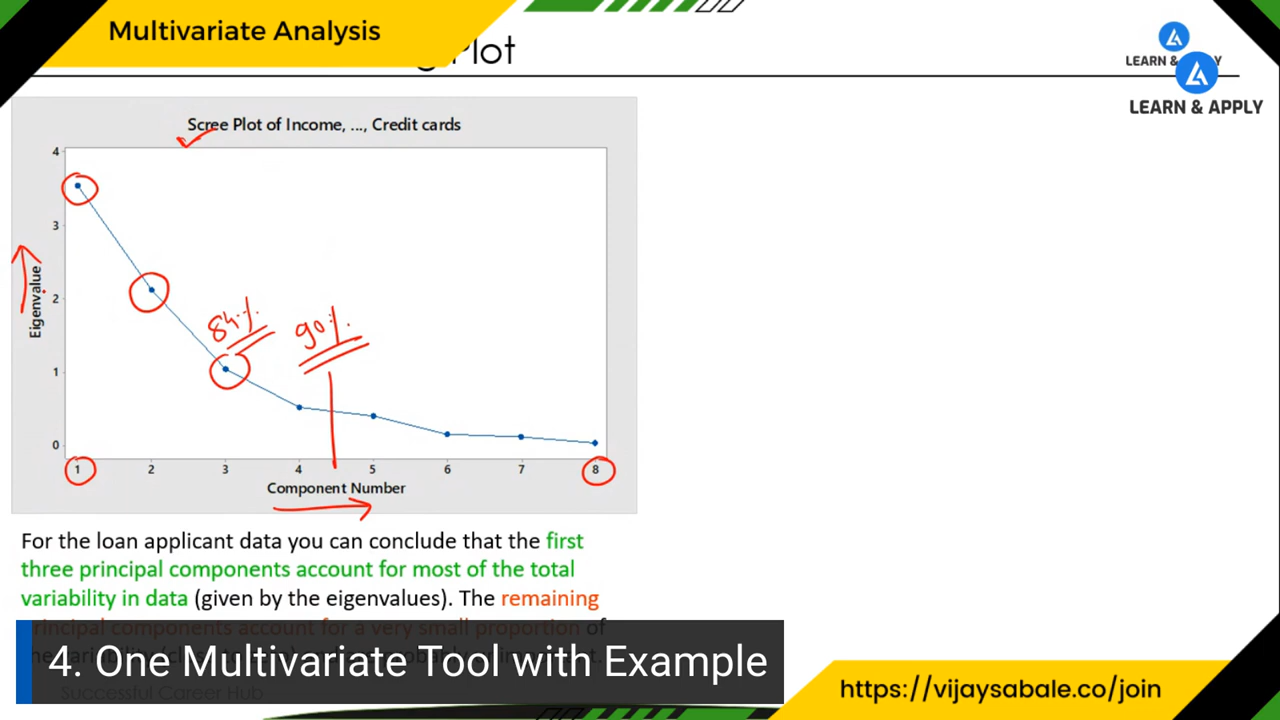 Multivariate Analysis
Plot
LEARN & APPLY
LEARN & APPLY
Scree Plot of Income, ..., Credit cards
4
3
2
1
0
Eigenvalue
84%
90%
1 2 3 4 5 6 7 8
Component Number
For the loan applicant data you can conclude that the first
three principal components account for most of the total
variability in data (given by the eigenvalues). The remaining
principal components account for a very small proportion of
4. One Multivariate Tool with Example
Successful Career Hub
https://vijaysabale.co/join